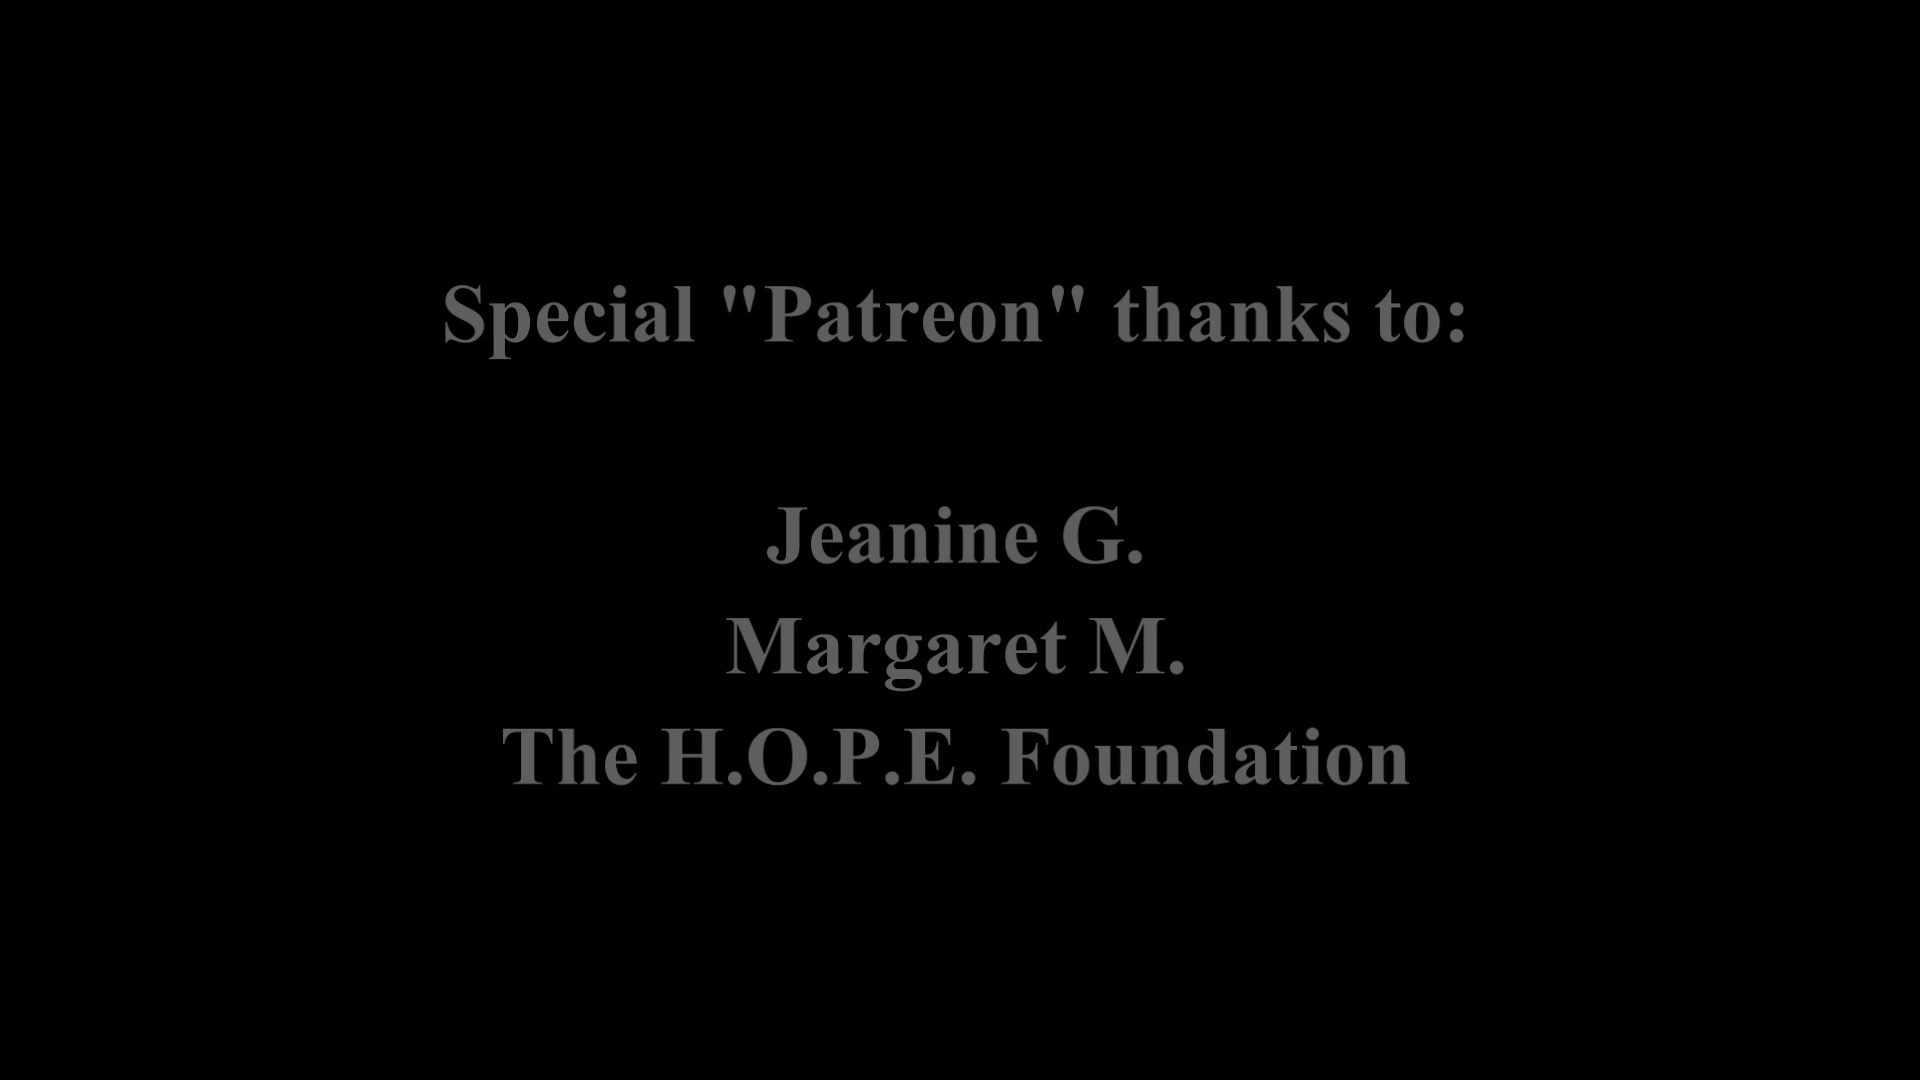 Special "Patreon" thanks to:
Jeanine G.
Margaret M.
The H.O.P.E. Foundation